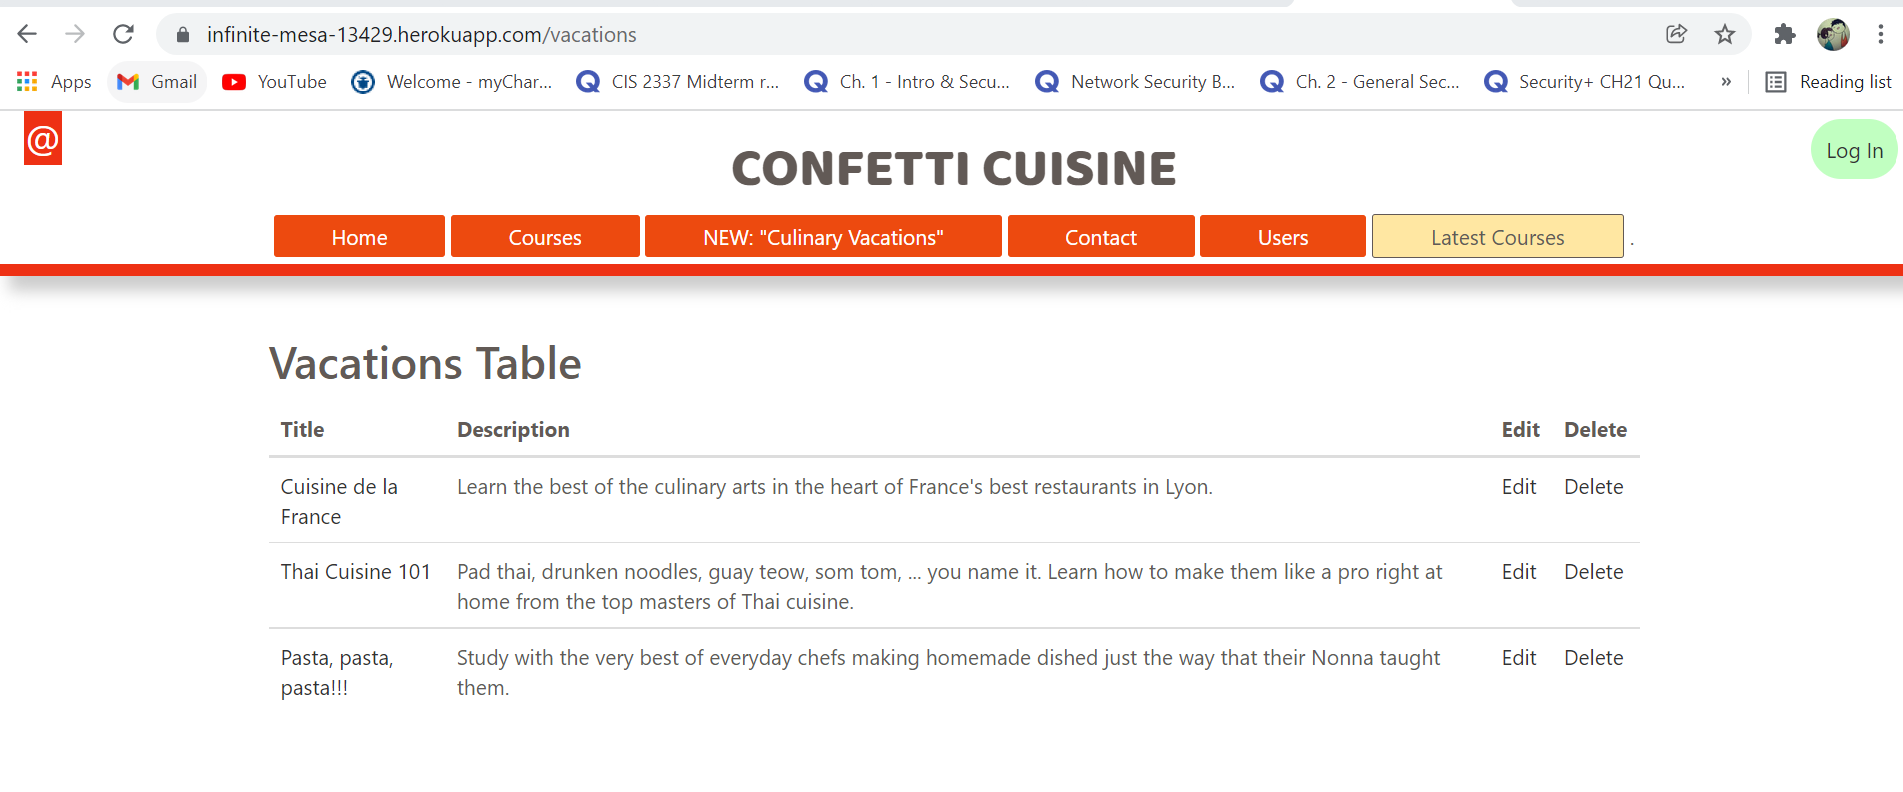 infinite-mesa-13429.herokuapp.com/vacations
Apps Gmail YouTube Welcome - myChar... CIS 2337 Midterm r... Ch. 1 - Intro & Secu... Network Security B... Ch. 2 - General Sec... Security+ CH21 Qu... » Reading list
@
Log In
CONFETTI CUISINE
Home Courses NEW: "Culinary Vacations" Contact Users Latest Courses .
Vacations Table
Title Description Edit Delete
Cuisine de la Learn the best of the culinary arts in the heart of France's best restaurants in Lyon. Edit Delete
France
Thai Cuisine 101 Pad thai, drunken noodles, guay teow, som tom, ... you name it. Learn how to make them like a pro right at Edit Delete
home from the top masters of Thai cuisine.
Pasta, pasta, Study with the very best of everyday chefs making homemade dished just the way that their Nonna taught Edit Delete
pasta!!! them.